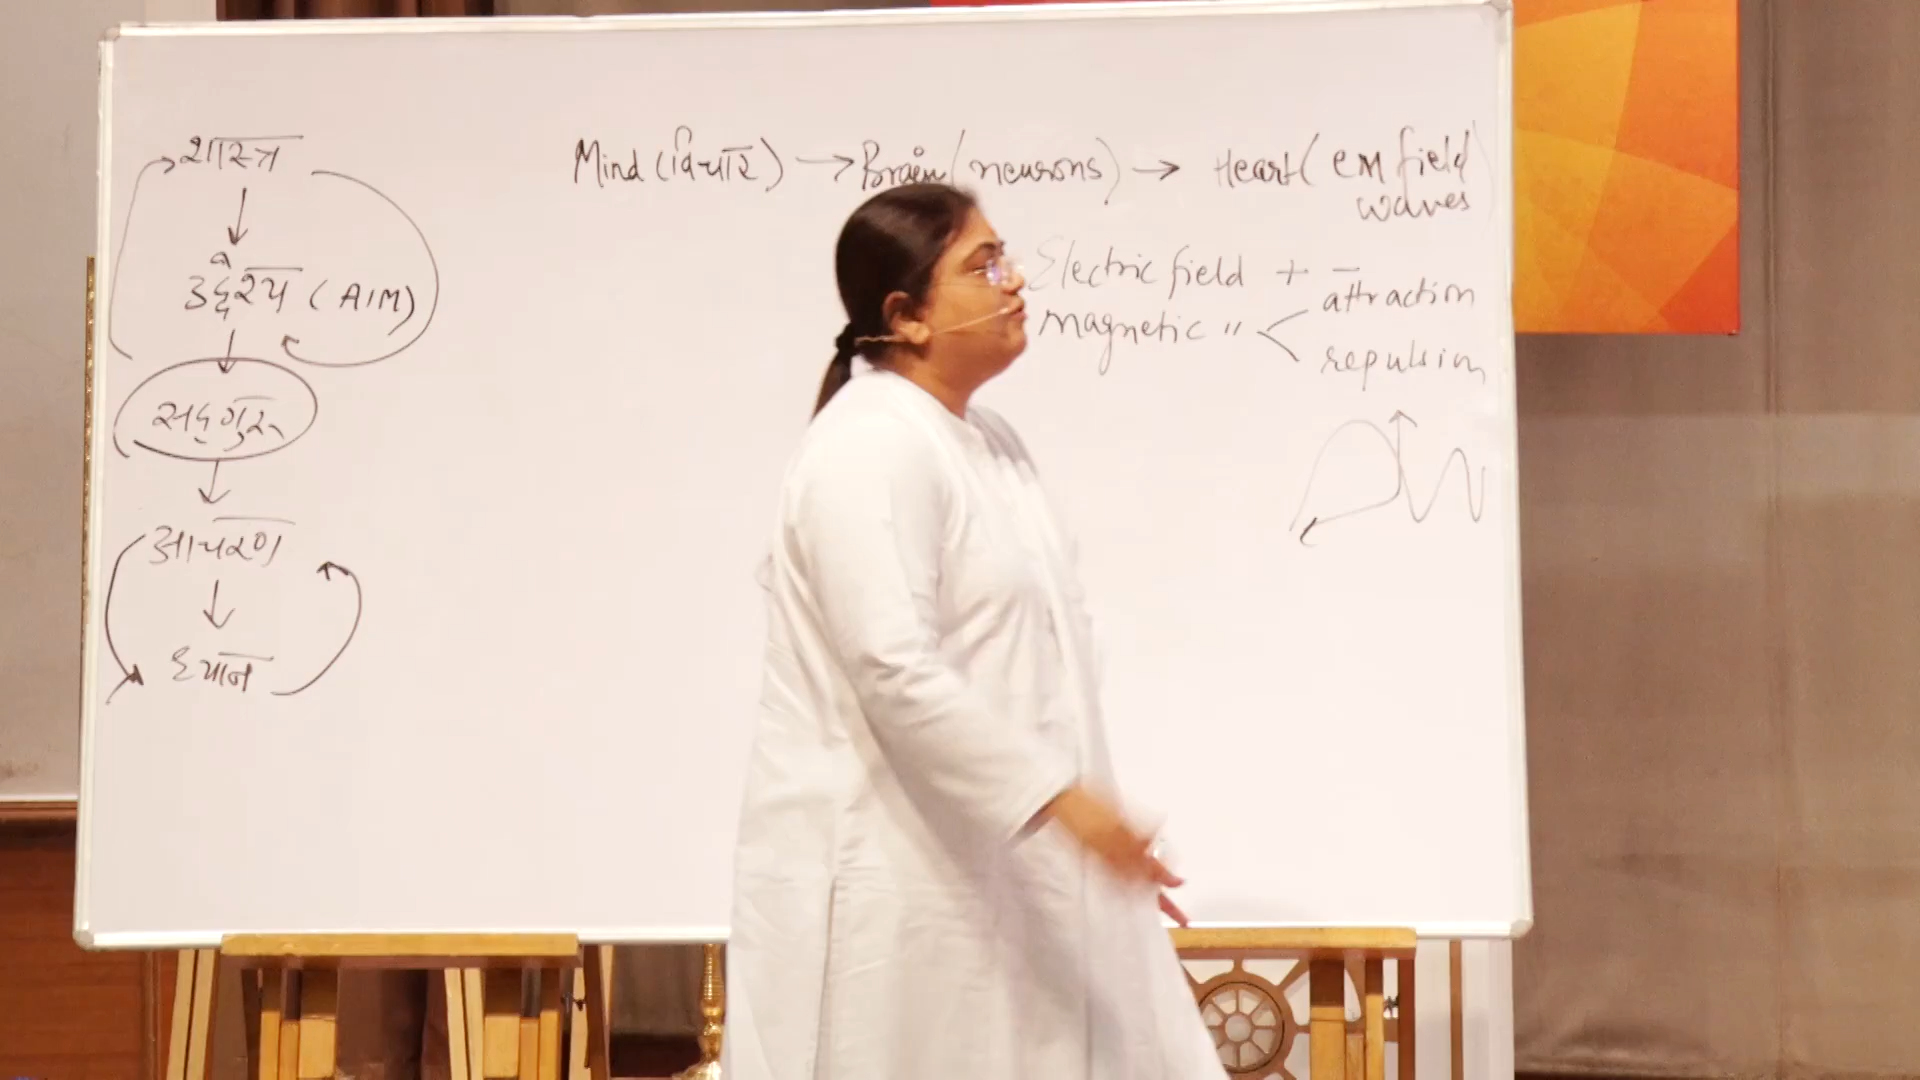 शास्त्र
उद्देश्य (AIM)
सद्गुरु
आचरण
ध्यान
Mind (विचार) → Brain (neurons) → Heart ( EM field
waves
Electric field + −
magnetic " attraction
repulsion